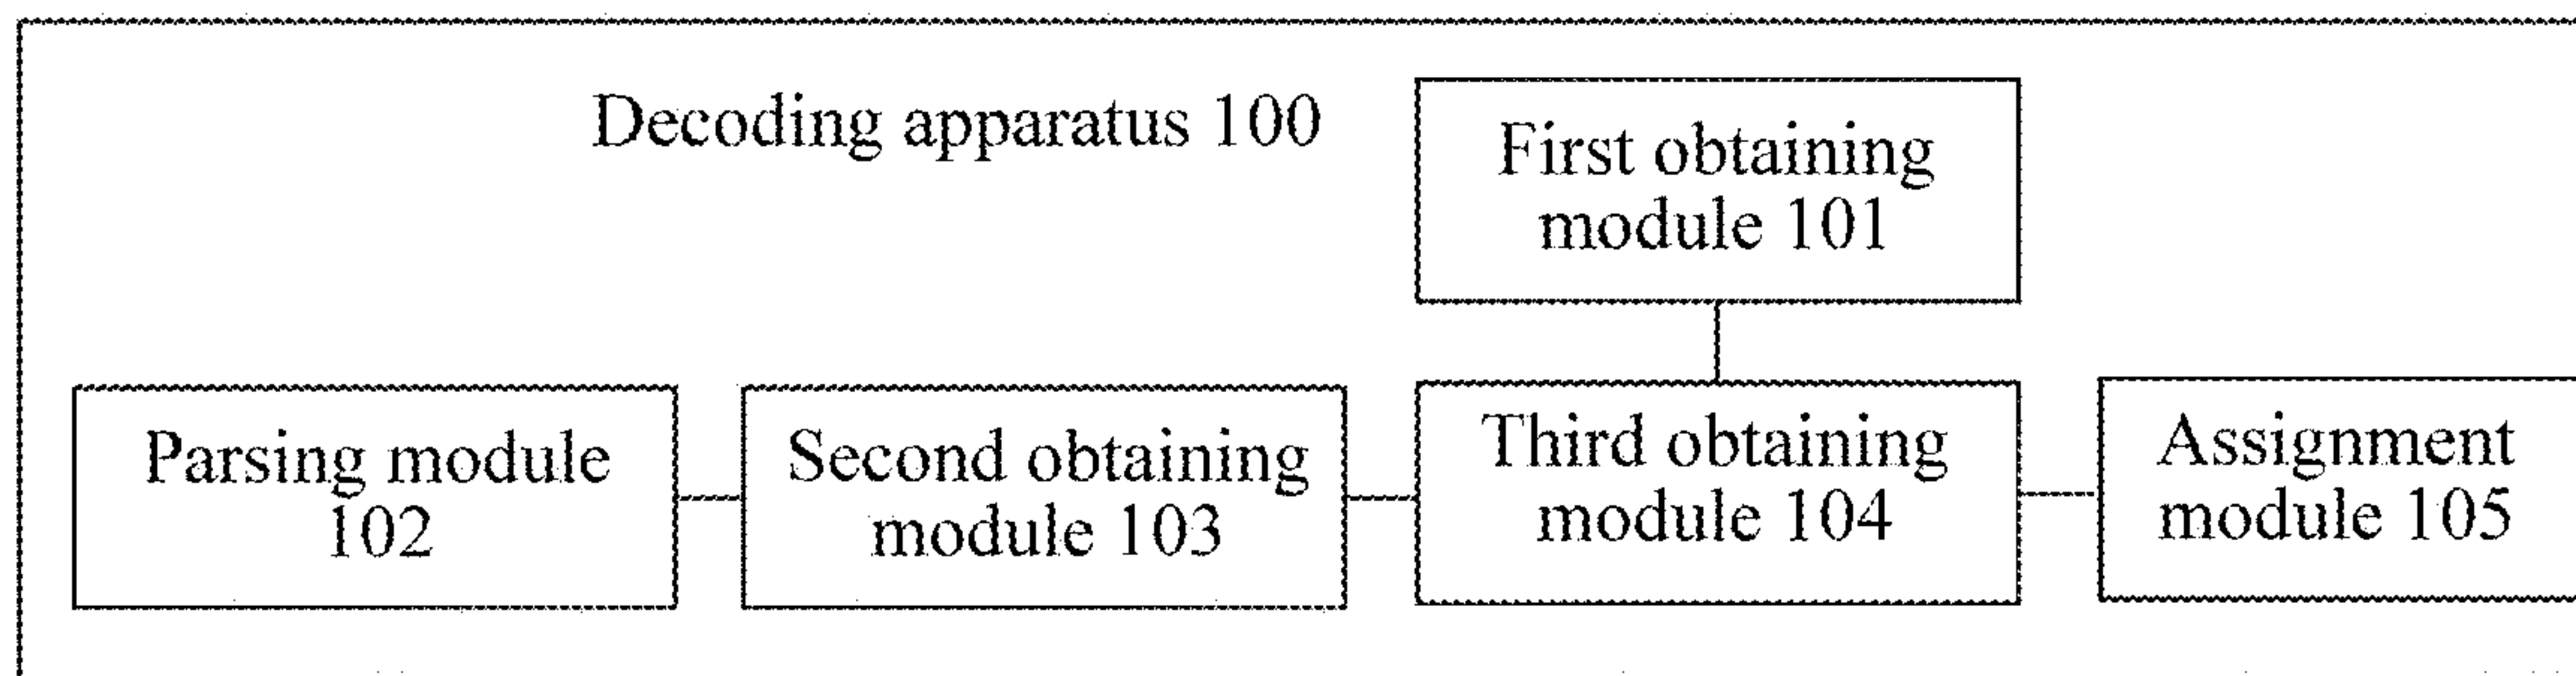 Decoding apparatus 100
First obtaining
module 101
Parsing module
102
Second obtaining
module 103
Third obtaining
module 104
Assignment
module 105